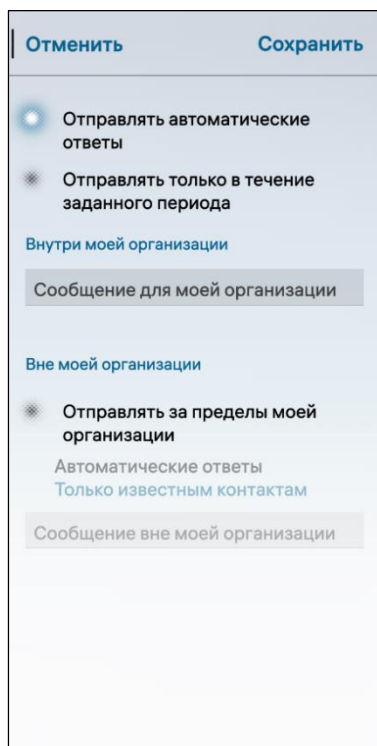 Отменить Сохранить
Отправлять автоматические
ответы
Отправлять только в течение
заданного периода
Внутри моей организации
Сообщение для моей организации
Вне моей организации
Отправлять за пределы моей
организации
Автоматические ответы
Только известным контактам
Сообщение вне моей организации